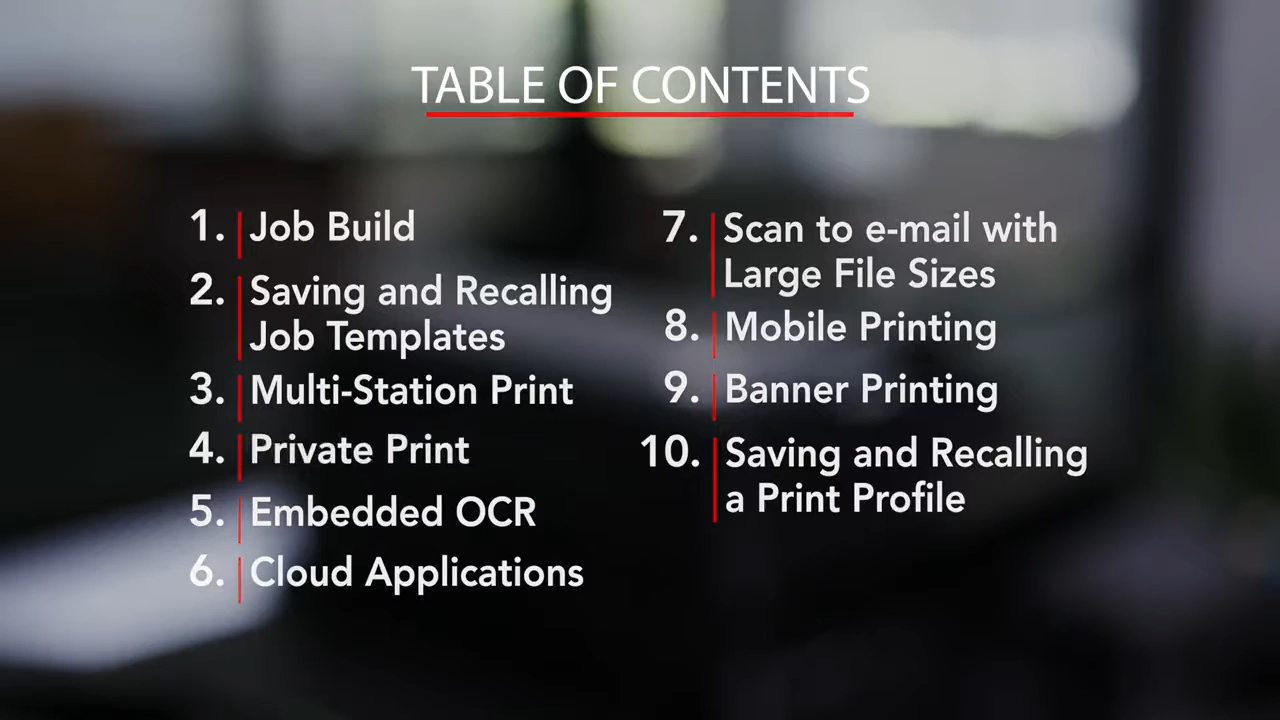 TABLE OF CONTENTS
1. Job Build
2. Saving and Recalling
Job Templates
3. Multi-Station Print
4. Private Print
5. Embedded OCR
6. Cloud Applications
7. Scan to e-mail with
Large File Sizes
8. Mobile Printing
9. Banner Printing
10. Saving and Recalling
a Print Profile